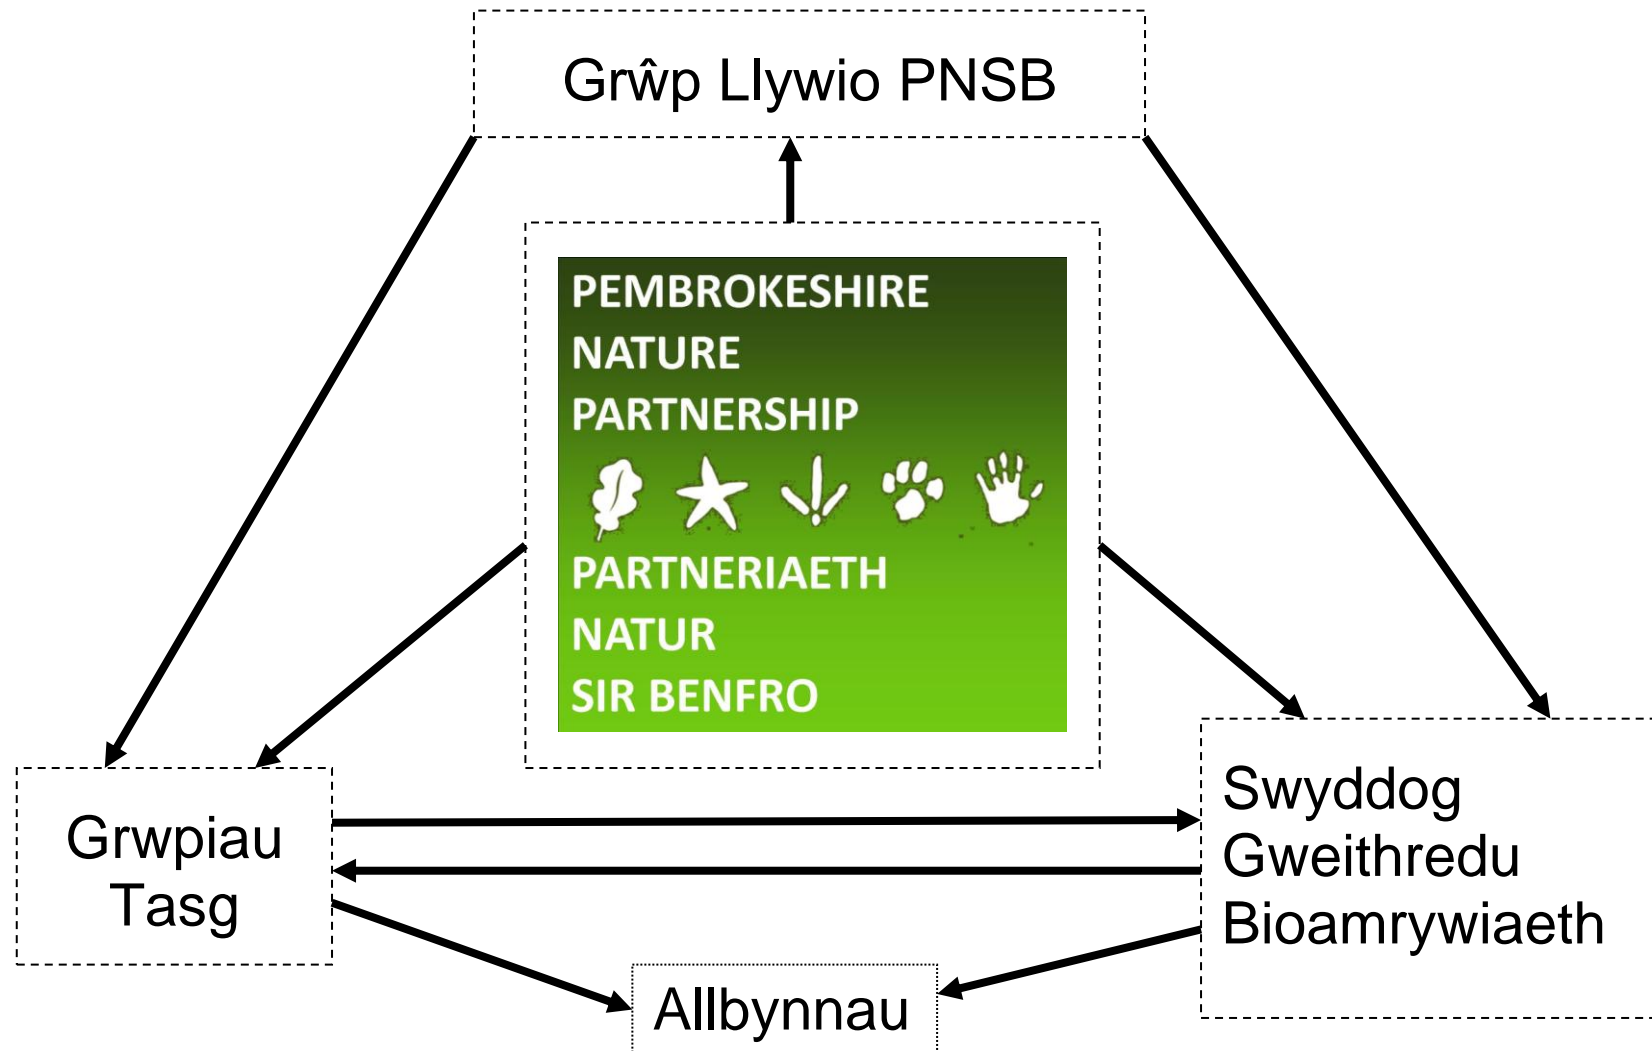 Grŵp Llywio PNSB
PEMBROKESHIRE
NATURE
PARTNERSHIP
PARTNERIAETH
NATUR
SIR BENFRO
Grwpiau
Tasg
Swyddog
Gweithredu
Bioamrywiaeth
Allbynnau